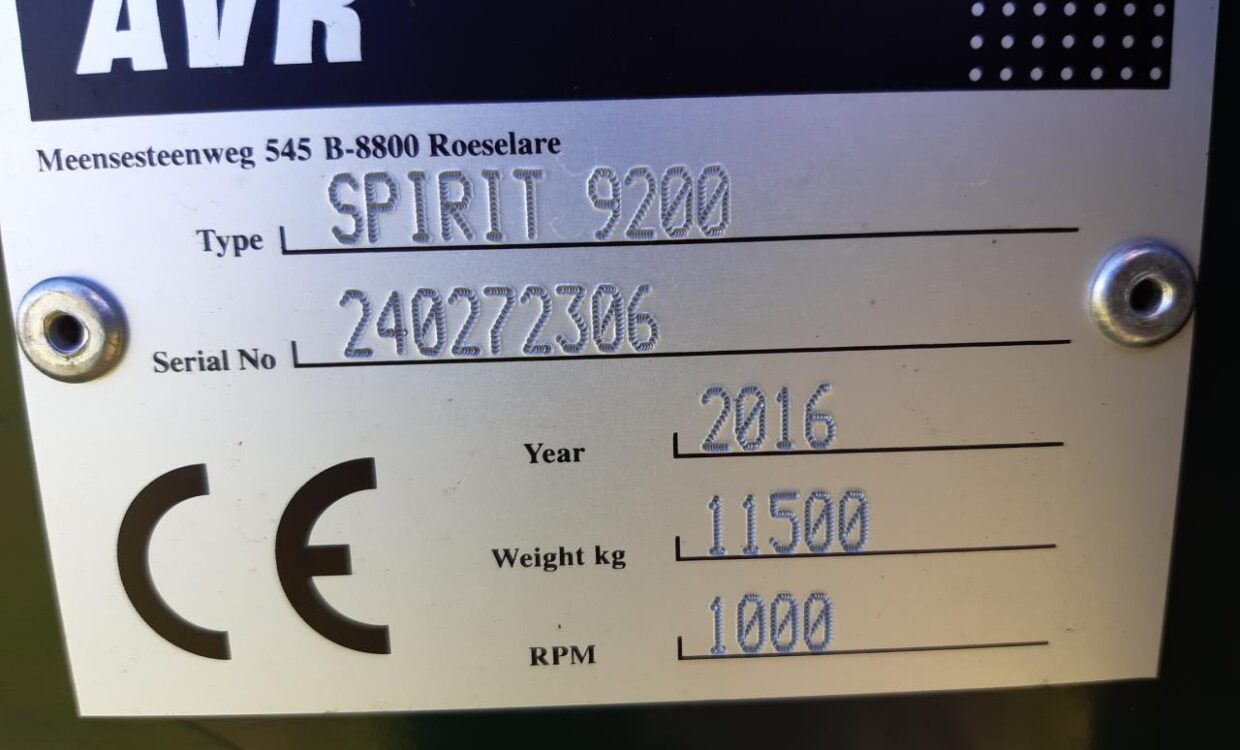 AVR
Meensesteenweg 545 B-8800 Roeselare
Type SPIRIT 9200
Serial No 240272306
Year 2016
Weight kg 11500
RPM 1000
CE